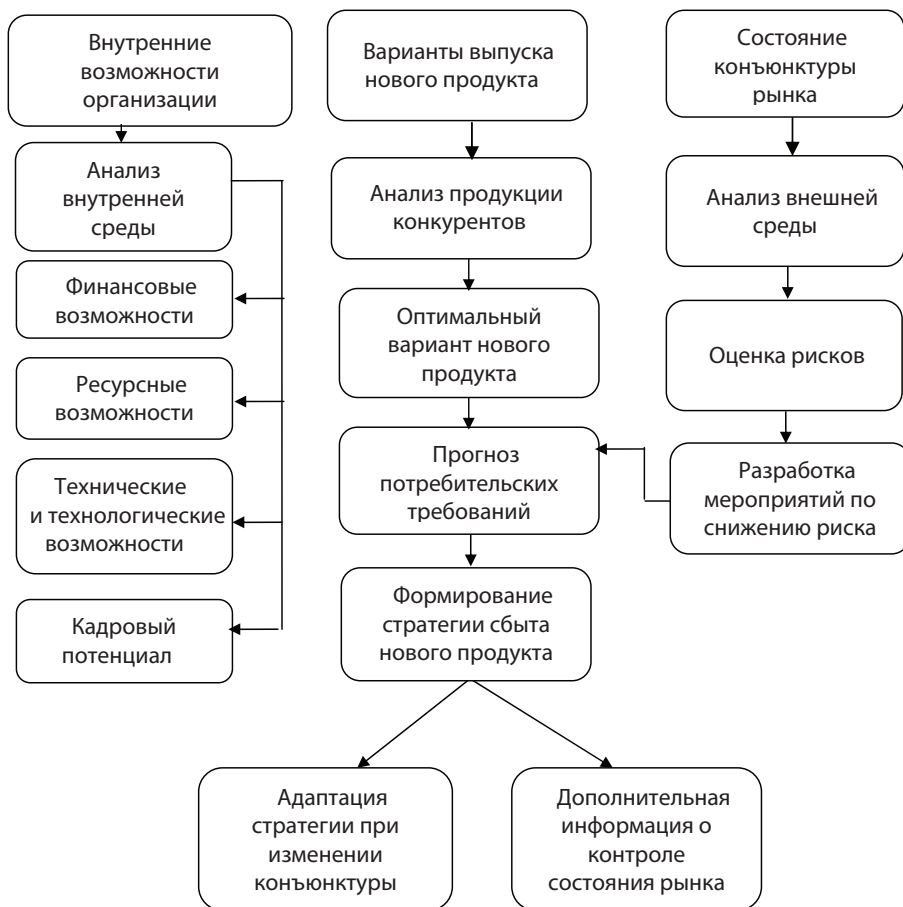 Внутренние
возможности
организации
Анализ
внутренней
среды
Финансовые
возможности
Ресурсные
возможности
Технические
и технологические
возможности
Кадровый
потенциал
Варианты выпуска
нового продукта
Анализ продукции
конкурентов
Оптимальный
вариант нового
продукта
Прогноз
потребительских
требований
Формирование
стратегии сбыта
нового продукта
Состояние
конъюнктуры
рынка
Анализ внешней
среды
Оценка рисков
Разработка
мероприятий по
снижению риска
Адаптация
стратегии при
изменении
конъюнктуры
Дополнительная
информация о
контроле
состояния рынка